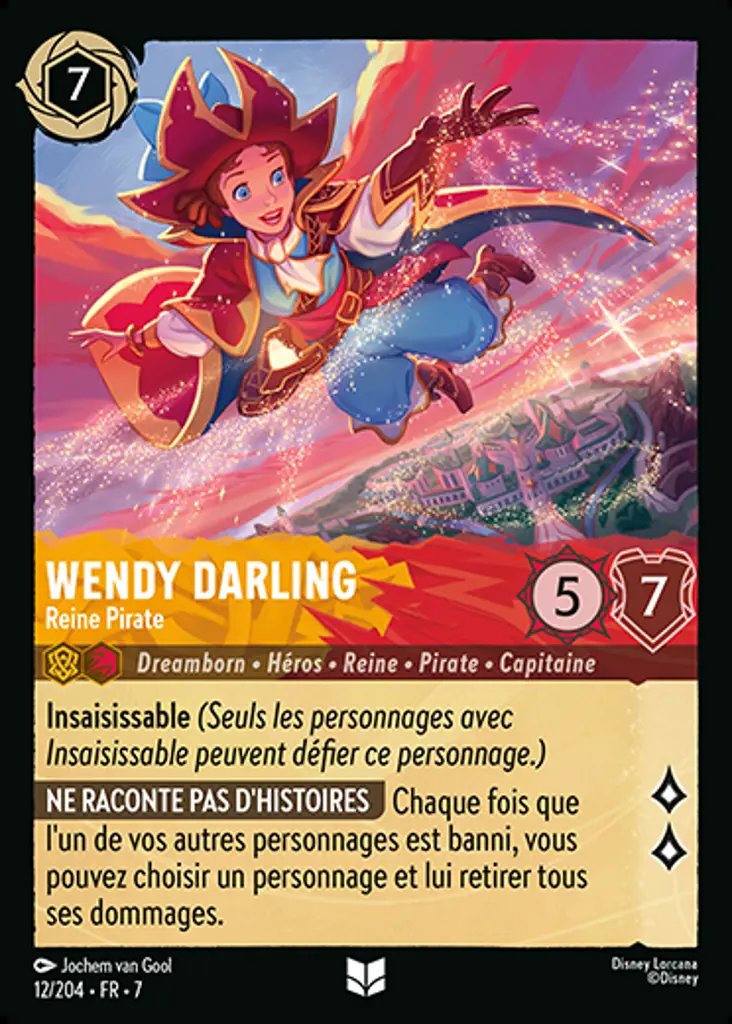 7
WENDY DARLING
Reine Pirate
5
7
Dreamborn • Héros • Reine • Pirate • Capitaine
Insaisissable (Seuls les personnages avec
Insaisissable peuvent défier ce personnage.)
NE RACONTE PAS D'HISTOIRES Chaque fois que
l'un de vos autres personnages est banni, vous
pouvez choisir un personnage et lui retirer tous
ses dommages.
Jochem van Gool
12/204 • FR • 7
Disney Lorcana
©Disney